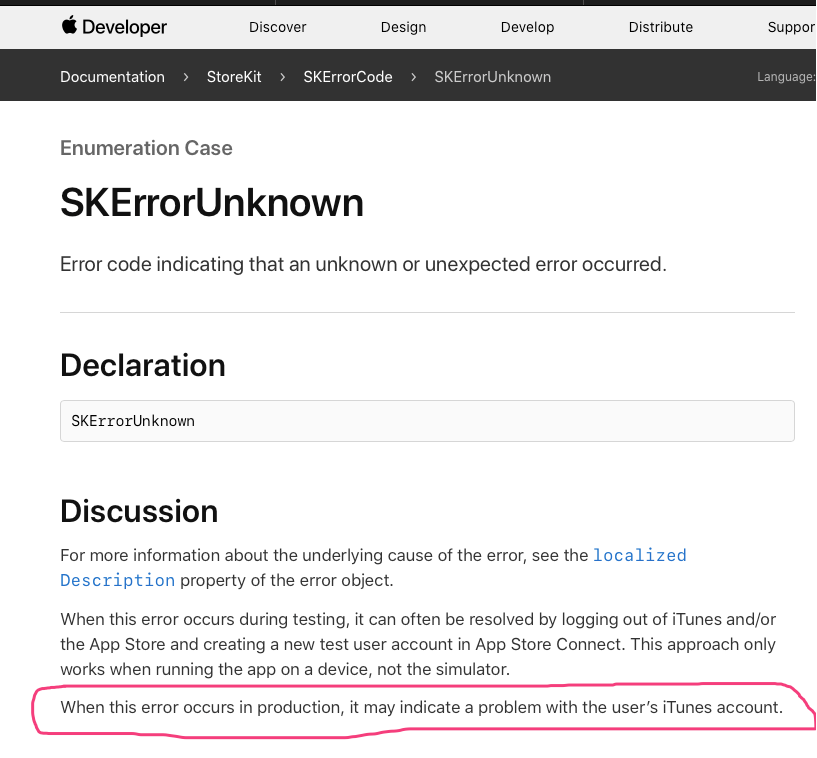 Developer Discover Design Develop Distribute Suppor
Documentation › StoreKit › SKErrorCode › SKErrorUnknown Language:
Enumeration Case
SKErrorUnknown
Error code indicating that an unknown or unexpected error occurred.
Declaration
SKErrorUnknown
Discussion
For more information about the underlying cause of the error, see the localized
Description property of the error object.
When this error occurs during testing, it can often be resolved by logging out of iTunes and/or
the App Store and creating a new test user account in App Store Connect. This approach only
works when running the app on a device, not the simulator.
When this error occurs in production, it may indicate a problem with the user’s iTunes account.